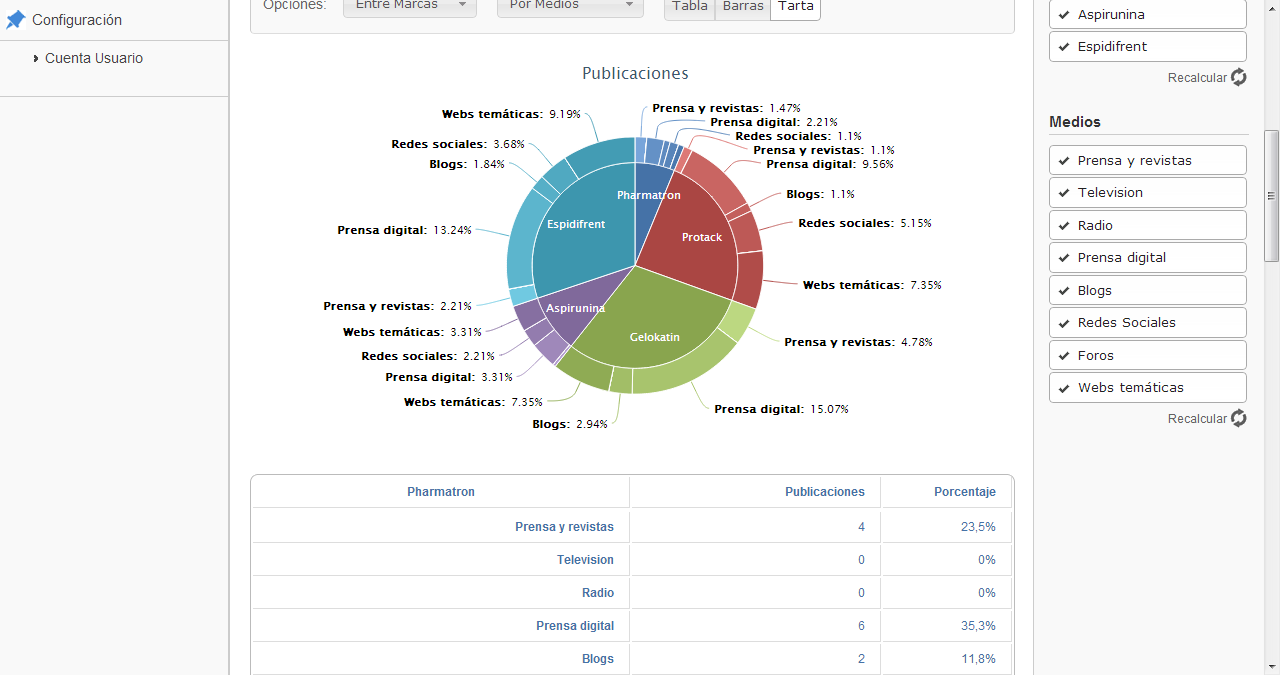 Configuración
Cuenta Usuario
Opciones: Entre Marcas Por Medios Tabla Barras Tarta
Publicaciones
Webs temáticas: 9.19%
Redes sociales: 3.68%
Blogs: 1.84%
Prensa digital: 13.24%
Prensa y revistas: 2.21%
Webs temáticas: 3.31%
Redes sociales: 2.21%
Prensa digital: 3.31%
Webs temáticas: 7.35%
Blogs: 2.94%
Prensa y revistas: 1.47%
Prensa digital: 2.21%
Redes sociales: 1.1%
Prensa y revistas: 1.1%
Prensa digital: 9.56%
Blogs: 1.1%
Redes sociales: 5.15%
Webs temáticas: 7.35%
Prensa y revistas: 4.78%
Prensa digital: 15.07%
Pharmatron
Espidifrent
Protack
Aspirunina
Gelokatin
Pharmatron Publicaciones Porcentaje
Prensa y revistas 4 23,5%
Television 0 0%
Radio 0 0%
Prensa digital 6 35,3%
Blogs 2 11,8%
Aspirunina
Espidifrent
Recalcular
Medios
Prensa y revistas
Television
Radio
Prensa digital
Blogs
Redes Sociales
Foros
Webs temáticas
Recalcular